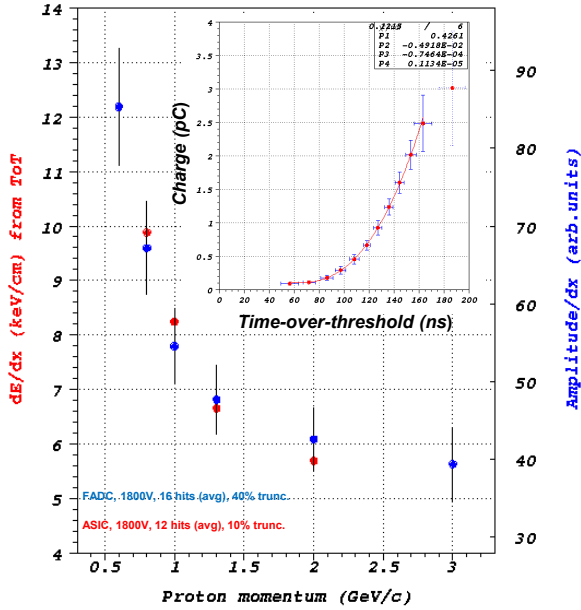 14
13
12
11
10
9
8
7
6
5
4
dE/dx (keV/cm) from ToT
0.5
1
1.5
2
2.5
3
Proton momentum (GeV/c)
90
80
70
60
50
40
30
Amplitude/dx (arb.units)
FADC, 1800V, 16 hits (avg), 40% trunc.
ASIC, 1800V, 12 hits (avg), 10% trunc.
4
3.5
3
2.5
2
1.5
1
0.5
0
Charge (pC)
0 20 40 60 80 100 120 140 160 180 200
Time-over-threshold (ns)
/ 6
P1 0.4261
P2 -0.4918E-02
P3 -0.7464E-04
P4 0.1134E-05